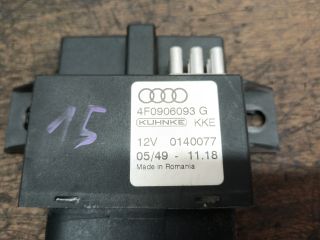 4F0906093 G
KUHNKE KKE
12V 0140077
05/49 - 11.18
Made in Romania
15